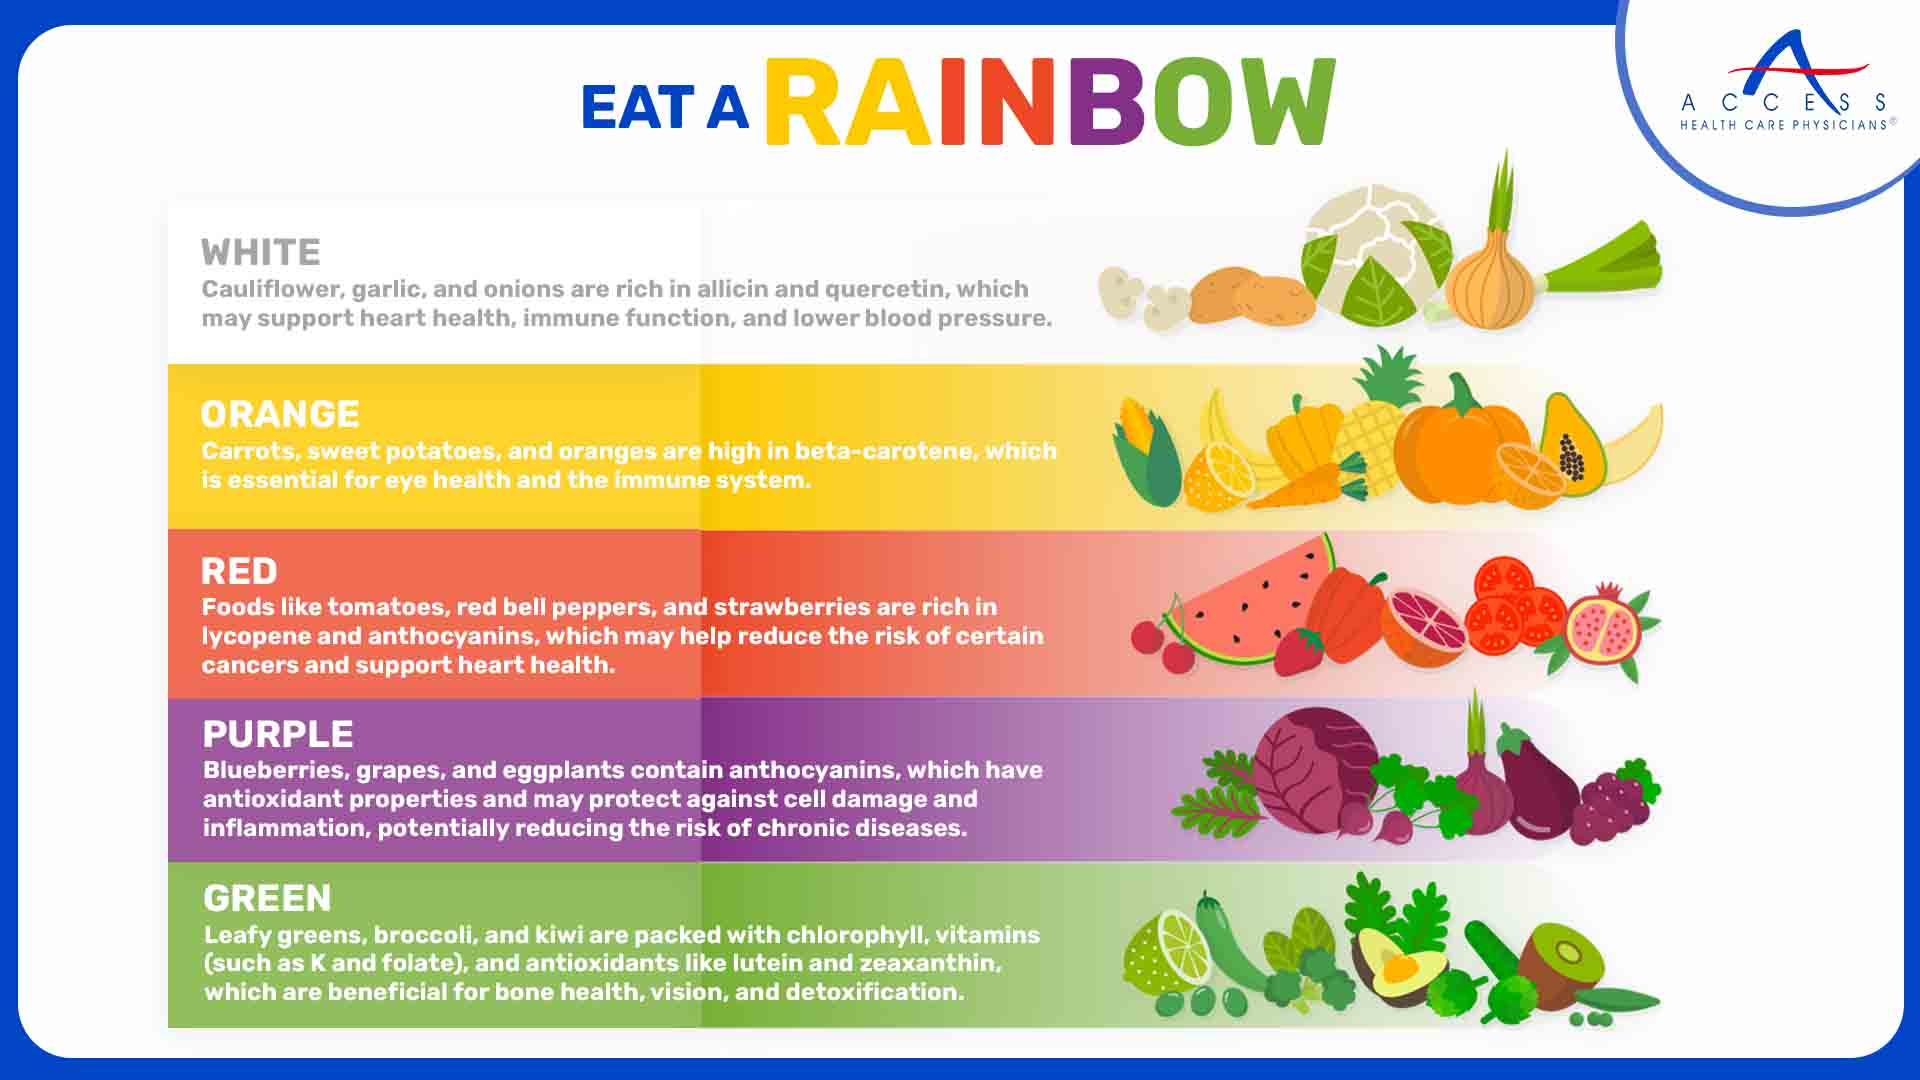 EAT A RAINBOW
ACCESS
HEALTH CARE PHYSICIANS®
WHITE
Cauliflower, garlic, and onions are rich in allicin and quercetin, which
may support heart health, immune function, and lower blood pressure.
ORANGE
Carrots, sweet potatoes, and oranges are high in beta-carotene, which
is essential for eye health and the immune system.
RED
Foods like tomatoes, red bell peppers, and strawberries are rich in
lycopene and anthocyanins, which may help reduce the risk of certain
cancers and support heart health.
PURPLE
Blueberries, grapes, and eggplants contain anthocyanins, which have
antioxidant properties and may protect against cell damage and
inflammation, potentially reducing the risk of chronic diseases.
GREEN
Leafy greens, broccoli, and kiwi are packed with chlorophyll, vitamins
(such as K and folate), and antioxidants like lutein and zeaxanthin,
which are beneficial for bone health, vision, and detoxification.